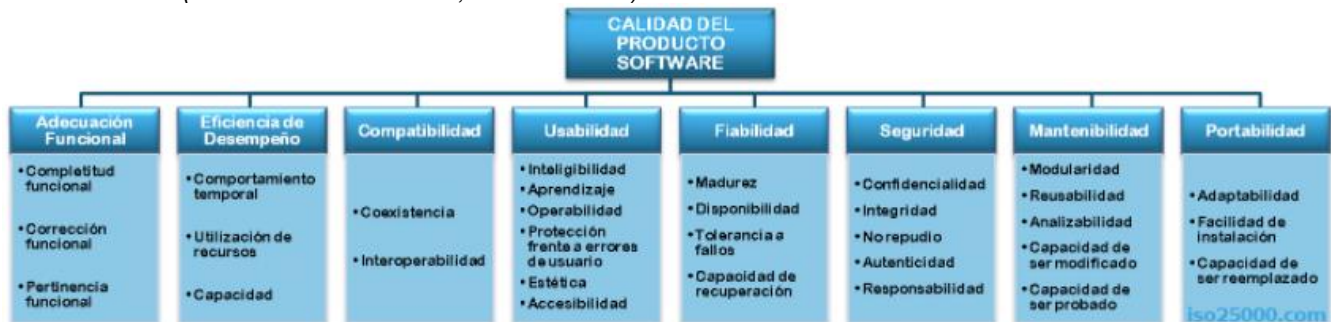 CALIDAD DEL
PRODUCTO
SOFTWARE
Adecuación
Funcional
• Completitud
funcional
• Corrección
funcional
• Pertinencia
funcional
Eficiencia de
Desempeño
• Comportamiento
temporal
• Utilización de
recursos
• Capacidad
Compatibilidad
• Coexistencia
• Interoperabilidad
Usabilidad
• Inteligibilidad
• Aprendizaje
• Operabilidad
• Protección
frente a errores
de usuario
• Estética
• Accesibilidad
Fiabilidad
• Madurez
• Disponibilidad
• Tolerancia a
fallos
• Capacidad de
recuperación
Seguridad
• Confidencialidad
• Integridad
• No repudio
• Autenticidad
• Responsabilidad
Mantenibilidad
• Modularidad
• Reusabilidad
• Analizabilidad
• Capacidad de
ser modificado
• Capacidad de
ser probado
Portabilidad
• Adaptabilidad
• Facilidad de
instalación
• Capacidad de
ser reemplazado
iso25000.com